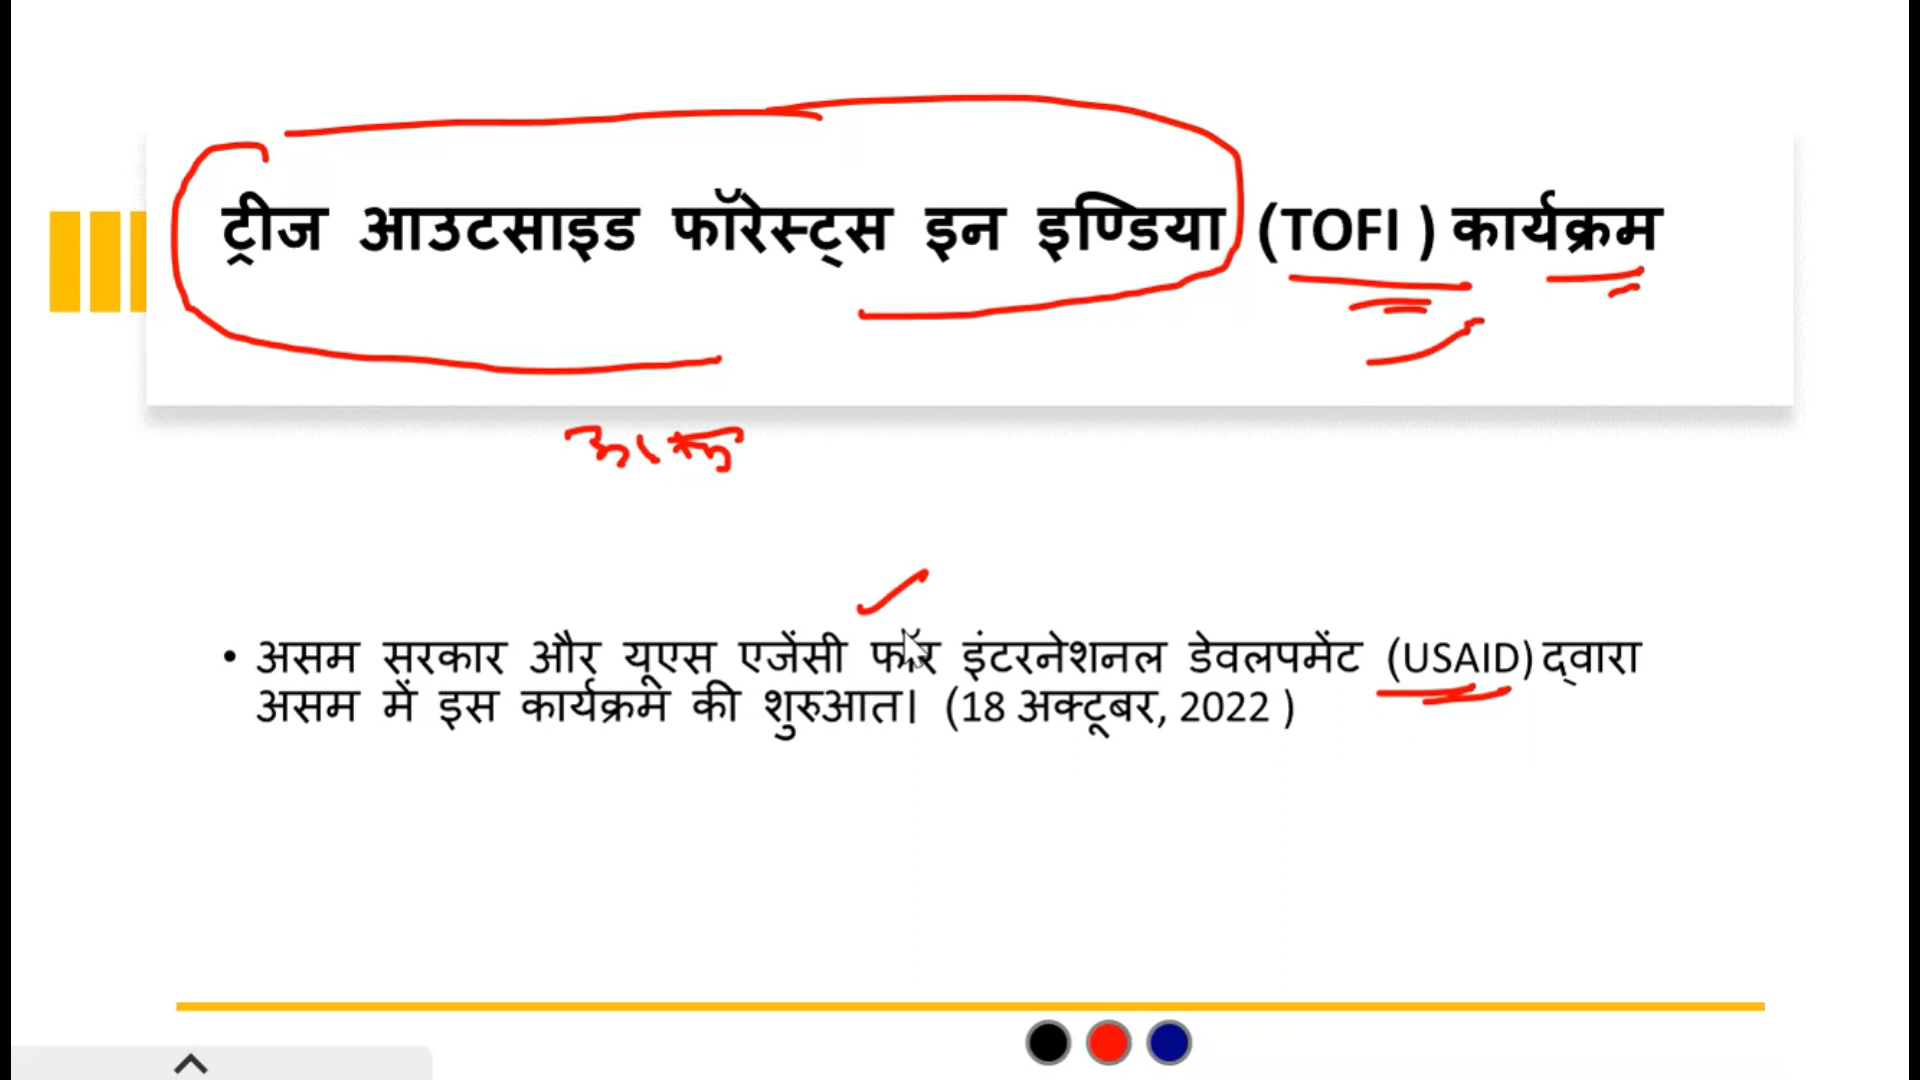 ट्रीज आउटसाइड फॉरेस्ट्स इन इण्डिया (TOFI ) कार्यक्रम
• असम सरकार और यूएस एजेंसी फॉर इंटरनेशनल डेवलपमेंट (USAID) द्वारा
असम में इस कार्यक्रम की शुरुआत। (18 अक्टूबर, 2022 )